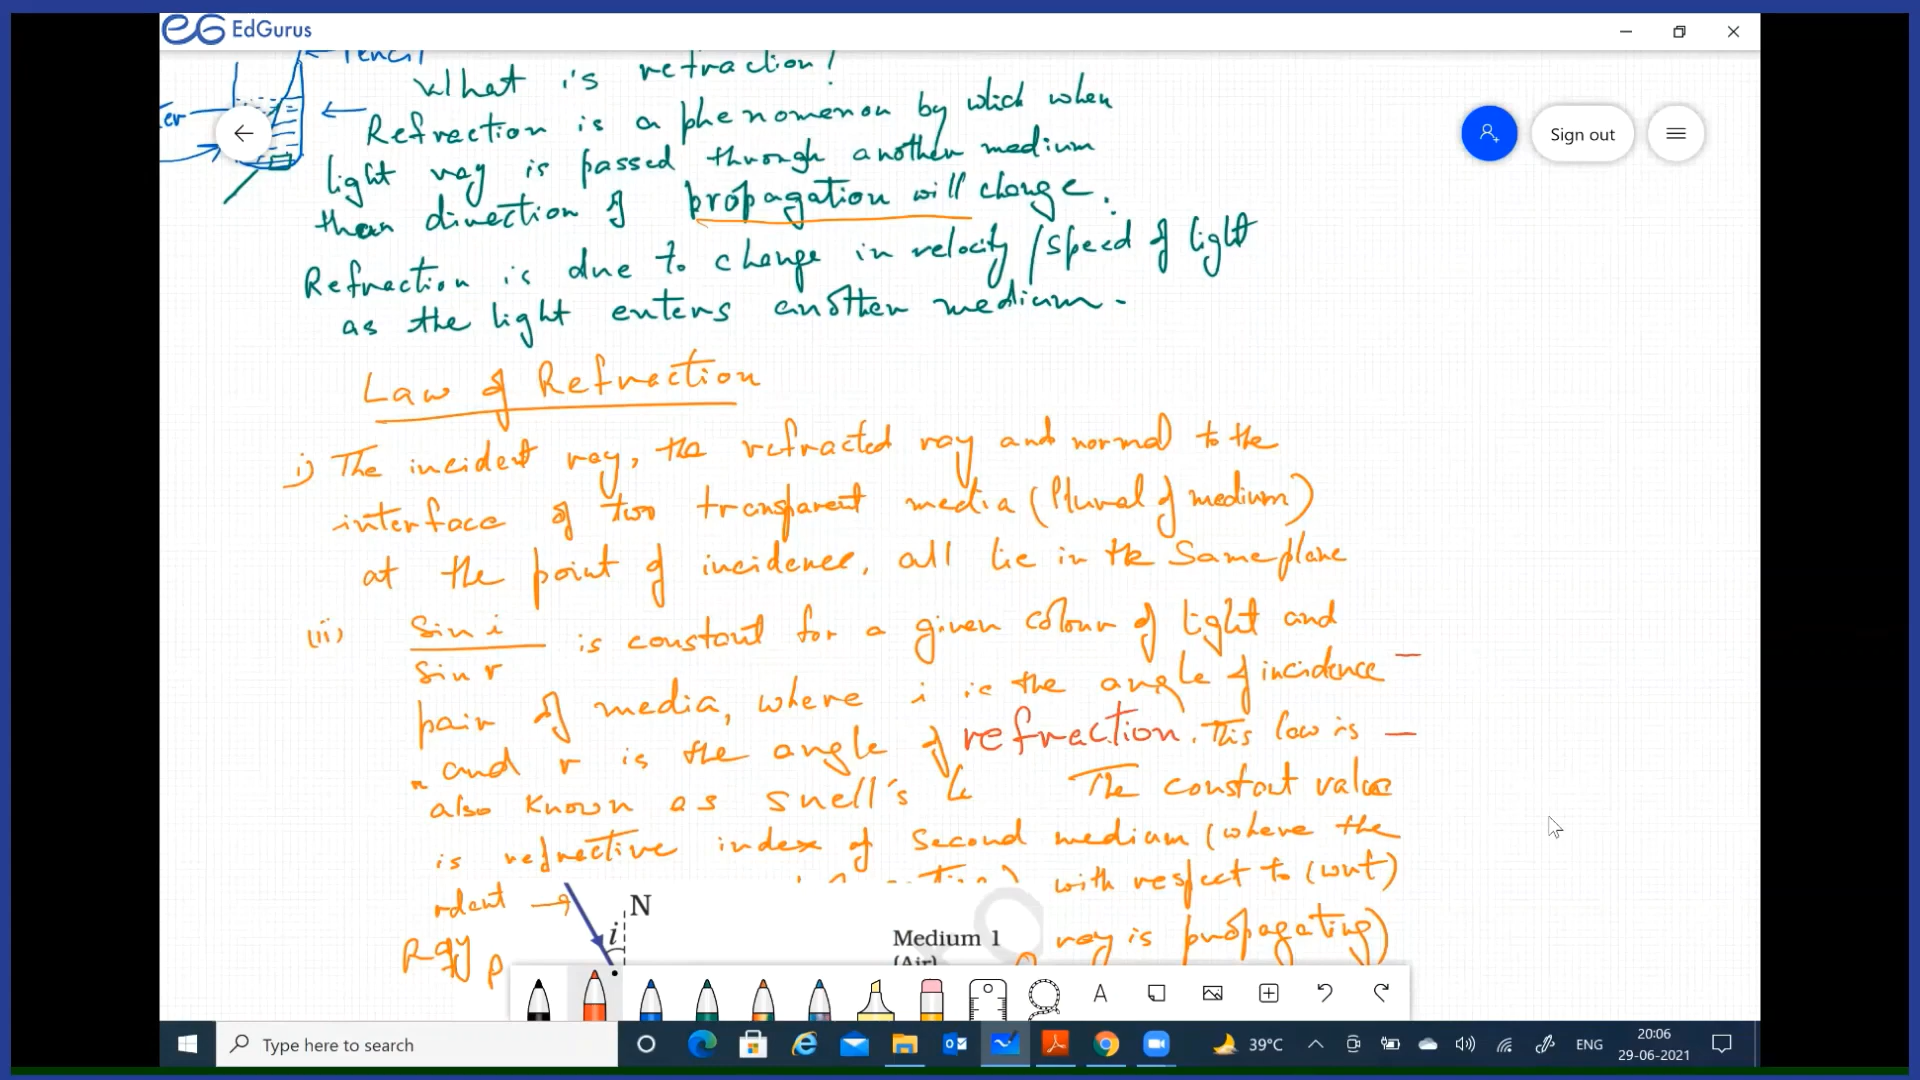 EdGurus
Pencil
What is refraction?
Refraction is a phenomenon by which when
light ray is passed through another medium
then direction of propagation will change.
Refraction is due to change in velocity/speed of light
as the light enters another medium.
Sign out
Law of Refraction
i) The incident ray, the refracted ray and normal to the
interface of two transparent media (Plural of medium)
at the point of incidence, all lie in the same plane
(ii) Sin i
Sin r
is constant for a given colour of light and
pair of media, where i is the angle of incidence
and r is the angle of refraction. This law is
also known as snell's The constant value
is refractive index of second medium (where the
with respect to (wrt)
ray is propagating)
Ray
N
i
Medium 1
(Air)
A
Type here to search
39°C
ENG
20:06
29-06-2021